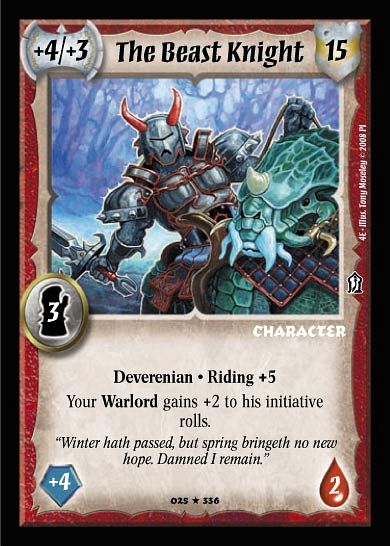 +4/+3
The Beast Knight
15
4E • Illus. Tony Moseley © 2008 PI
3
CHARACTER
Deverenian • Riding +5
Your Warlord gains +2 to his initiative
rolls.
“Winter hath passed, but spring bringeth no new
hope. Damned I remain.”
+4
025 ★ 336
2